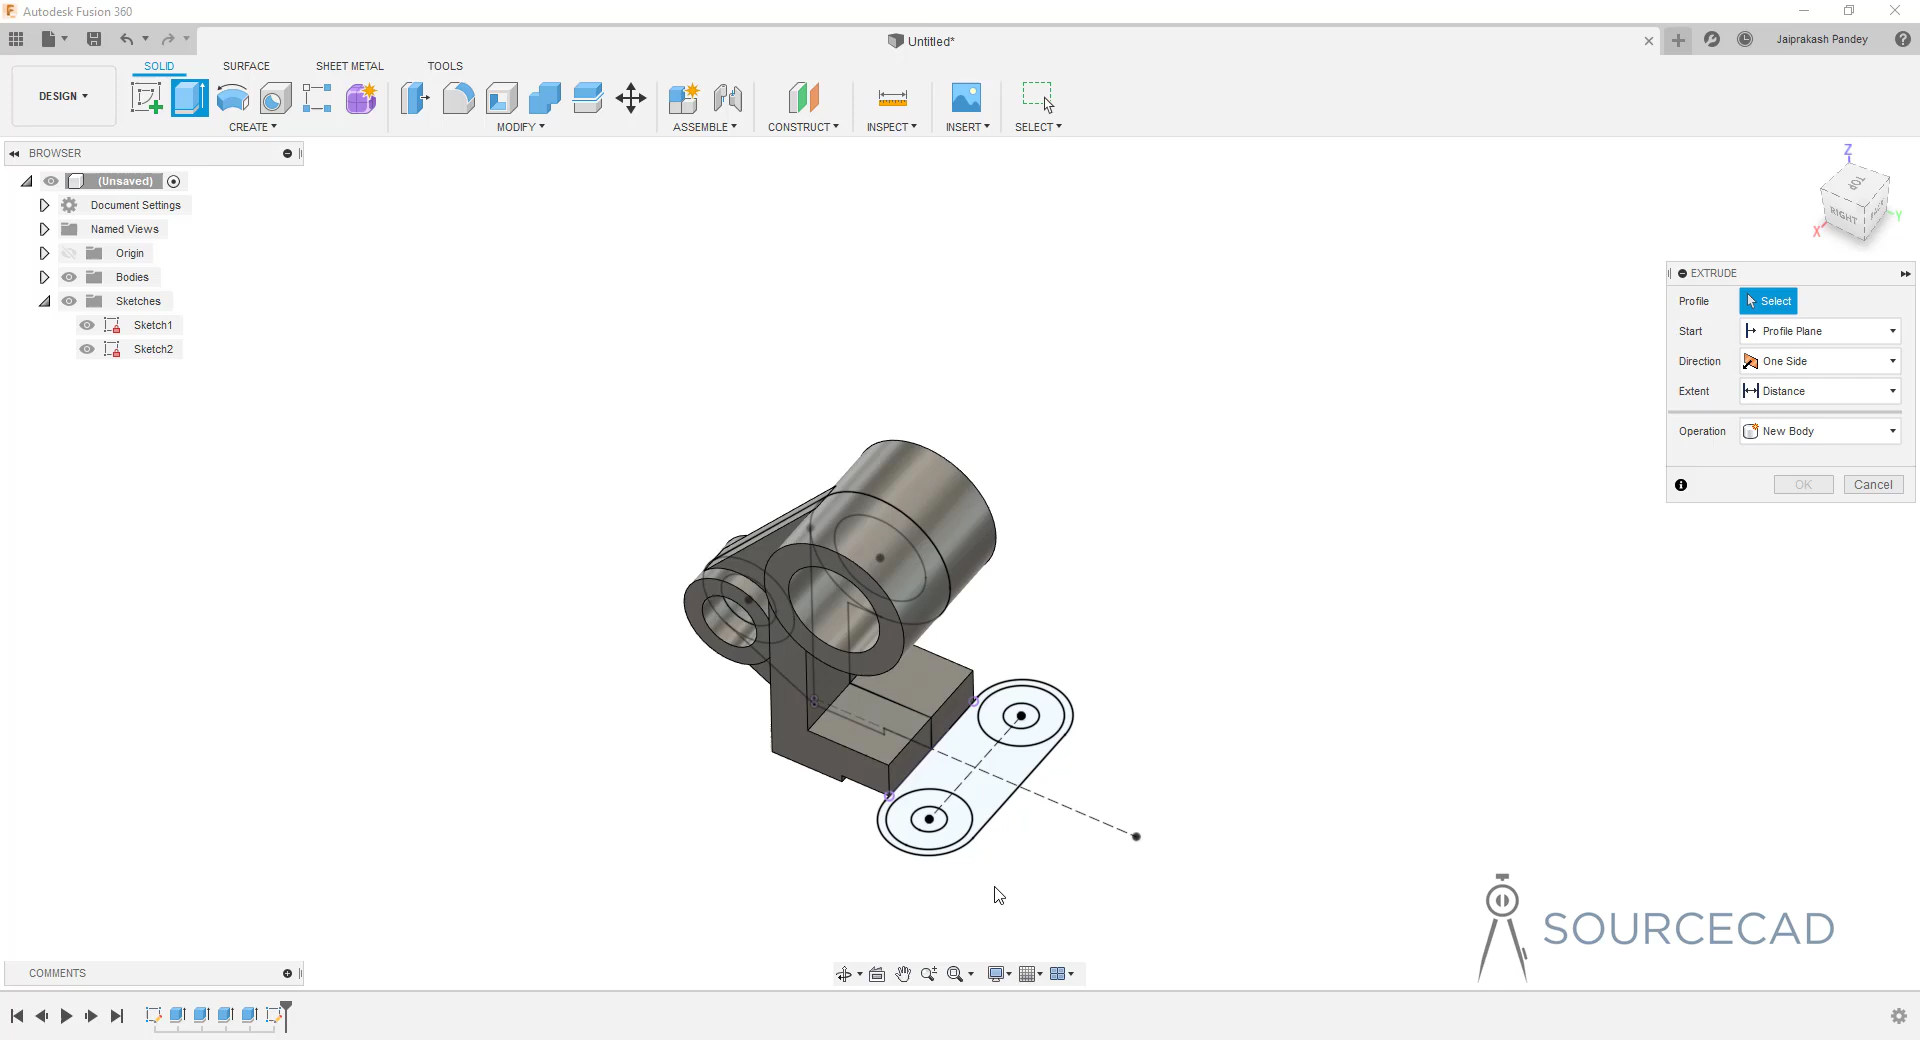 Autodesk Fusion 360
Untitled*
Jaiprakash Pandey
SOLID SURFACE SHEET METAL TOOLS
DESIGN
CREATE MODIFY ASSEMBLE CONSTRUCT INSPECT INSERT SELECT
BROWSER
(Unsaved)
Document Settings
Named Views
Origin
Bodies
Sketches
Sketch1
Sketch2
Z
TOP
RIGHT
Y
X
EXTRUDE
Profile Select
Start Profile Plane
Direction One Side
Extent Distance
Operation New Body
OK Cancel
SOURCECAD
COMMENTS